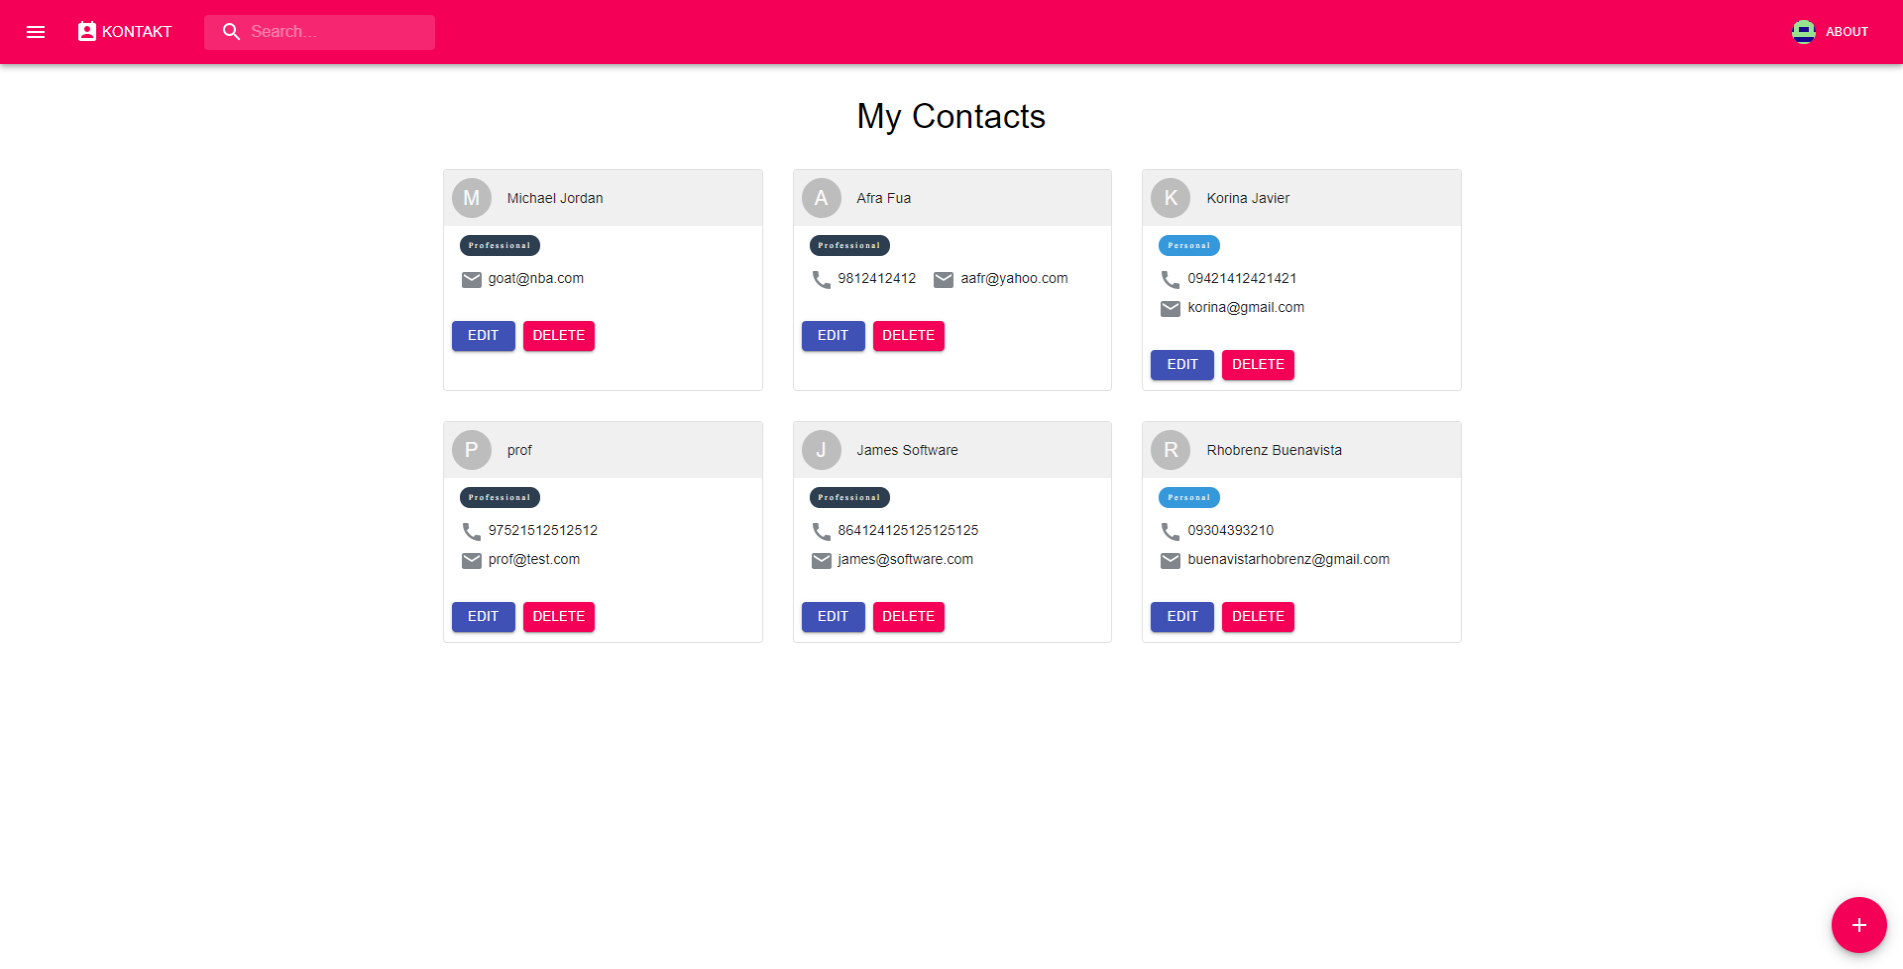 KONTAKT
Search...
ABOUT
My Contacts
M Michael Jordan
Professional
goat@nba.com
EDIT DELETE
A Afra Fua
Professional
9812412412 aafr@yahoo.com
EDIT DELETE
K Korina Javier
Personal
09421412421421
korina@gmail.com
EDIT DELETE
P prof
Professional
97521512512512
prof@test.com
EDIT DELETE
J James Software
Professional
864124125125125125
james@software.com
EDIT DELETE
R Rhobrenz Buenavista
Personal
09304393210
buenavistarhobrenz@gmail.com
EDIT DELETE
+